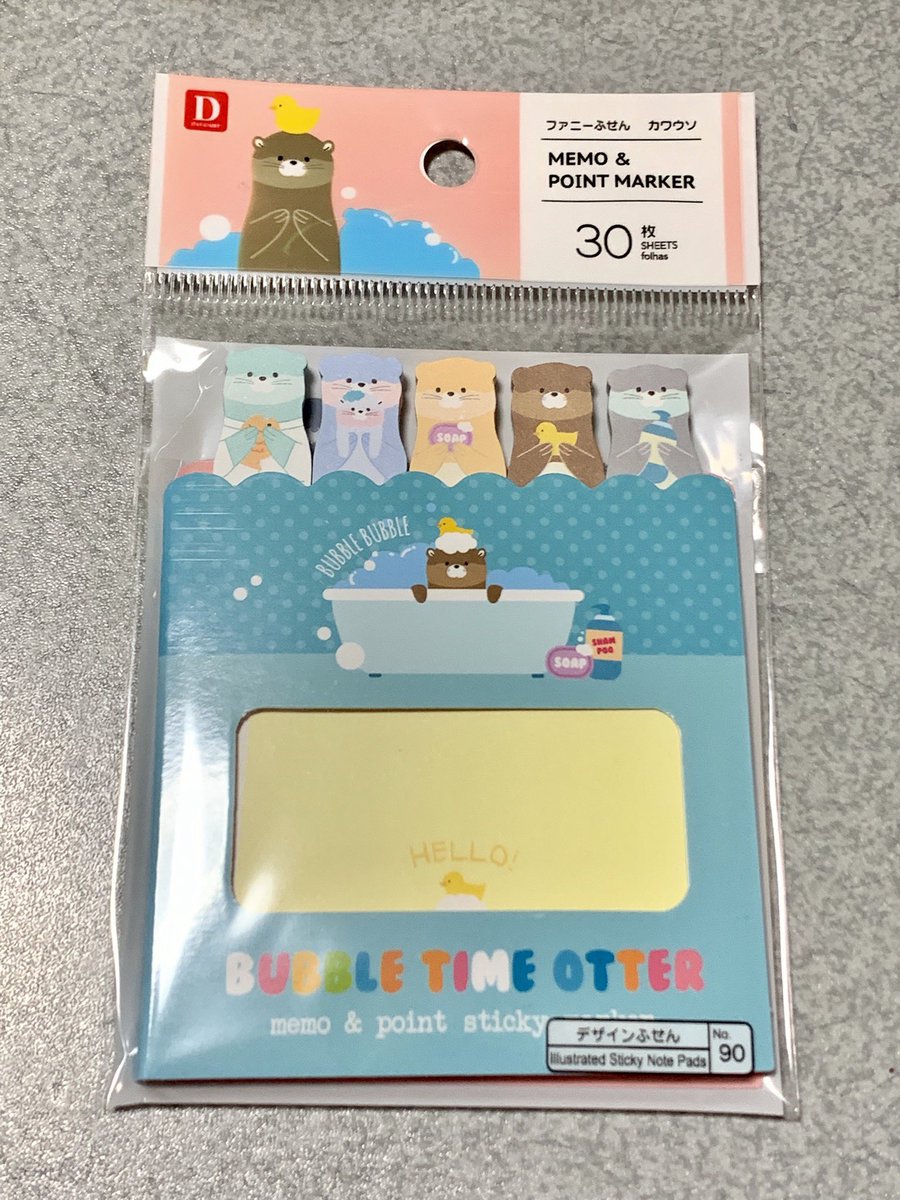 D
ファニーふせん カワウソ
MEMO &
POINT MARKER
30 枚
SHEETS
folhas
SOAP
BUBBLE BUBBLE
SHAM
POO
SOAP
HELLO!
BUBBLE TIME OTTER
memo & point sticky
デザインふせん
Illustrated Sticky Note Pads
No.
90